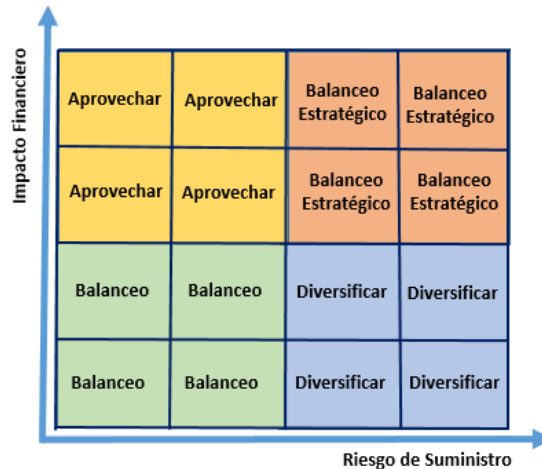 Impacto Financiero
Aprovechar
Aprovechar
Balanceo
Estratégico
Balanceo
Estratégico
Aprovechar
Aprovechar
Balanceo
Estratégico
Balanceo
Estratégico
Balanceo
Balanceo
Diversificar
Diversificar
Balanceo
Balanceo
Diversificar
Diversificar
Riesgo de Suministro